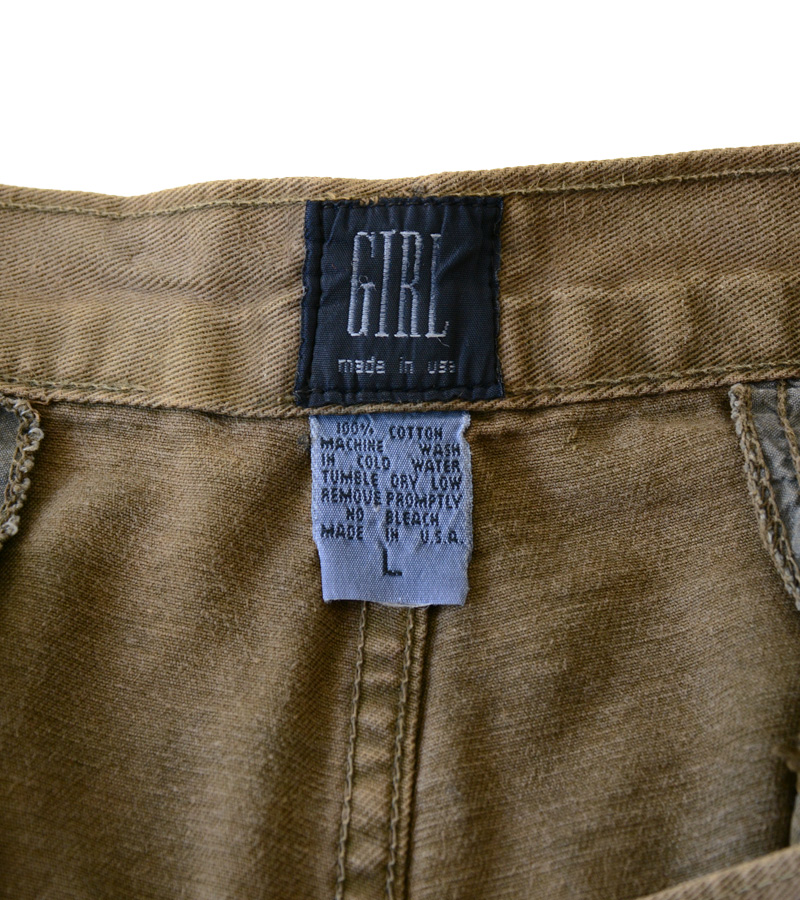 GIRL
made in usa
100% COTTON
MACHINE WASH
IN COLD WATER
TUMBLE DRY LOW
REMOVE PROMPTLY
NO BLEACH
MADE IN U.S.A.
L